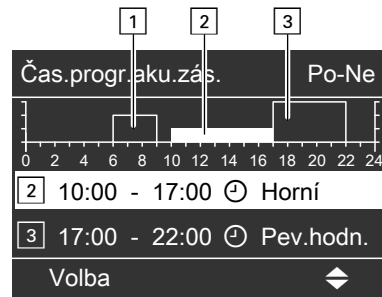 1 2 3
Čas.progr.aku.zás. Po-Ne
0 2 4 6 8 10 12 14 16 18 20 22 24
2 10:00 - 17:00 Horní
3 17:00 - 22:00 Pev.hodn.
Volba